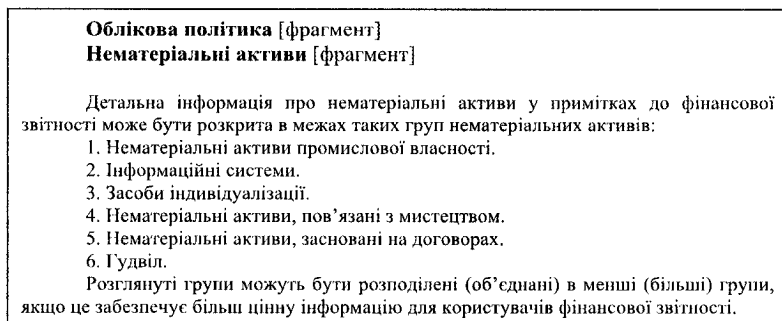 Облікова політика [фрагмент]
Нематеріальні активи [фрагмент]
Детальна інформація про нематеріальні активи у примітках до фінансової
звітності може бути розкрита в межах таких груп нематеріальних активів:
1. Нематеріальні активи промислової власності.
2. Інформаційні системи.
3. Засоби індивідуалізації.
4. Нематеріальні активи, пов’язані з мистецтвом.
5. Нематеріальні активи, засновані на договорах.
6. Гудвіл.
Розглянуті групи можуть бути розподілені (об’єднані) в менші (більші) групи,
якщо це забезпечує більш цінну інформацію для користувачів фінансової звітності.